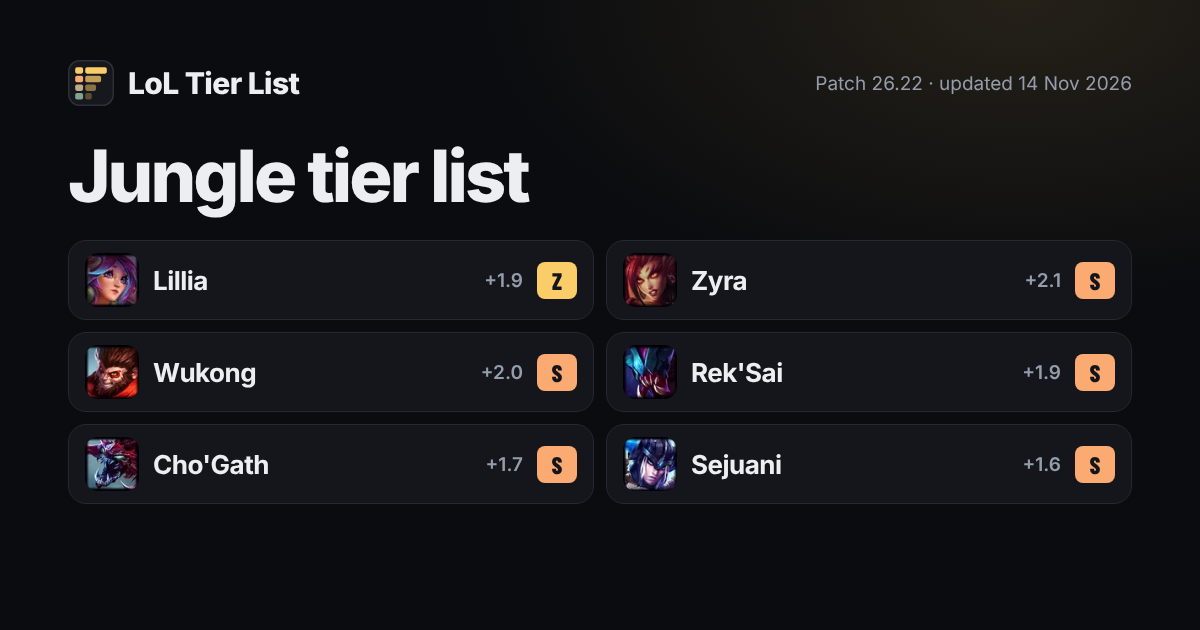 LoL Tier List
Patch 26.22 · updated 14 Nov 2026
Jungle tier list
Lillia +1.9 Z
Zyra +2.1 S
Wukong +2.0 S
Rek'Sai +1.9 S
Cho'Gath +1.7 S
Sejuani +1.6 S